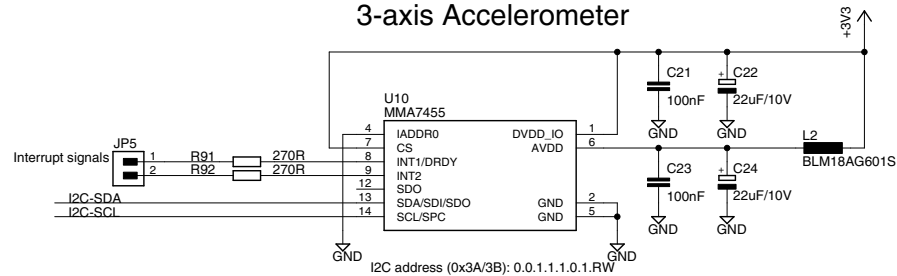 3-axis Accelerometer
+3V3
C21
100nF
GND
C22
22uF/10V
GND
U10
MMA7455
4 IADDR0
7 CS
8 INT1/DRDY
9 INT2
12 SDO
13 SDA/SDI/SDO
14 SCL/SPC
DVDD_IO 1
AVDD 6
GND 2
GND 5
JP5
Interrupt signals
1 R91 270R
2 R92 270R
I2C-SDA
I2C-SCL
L2
BLM18AG601S
C23
100nF
GND
C24
22uF/10V
GND
GND
GND
I2C address (0x3A/3B): 0.0.1.1.1.0.1.RW
+
+